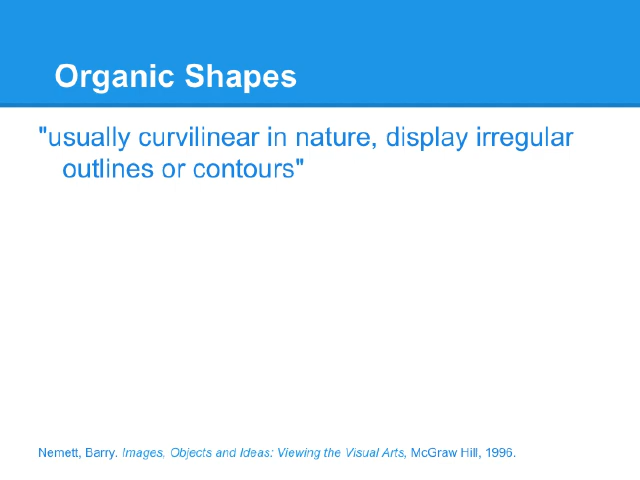 Organic Shapes
"usually curvilinear in nature, display irregular
outlines or contours"
Nemett, Barry. Images, Objects and Ideas: Viewing the Visual Arts, McGraw Hill, 1996.